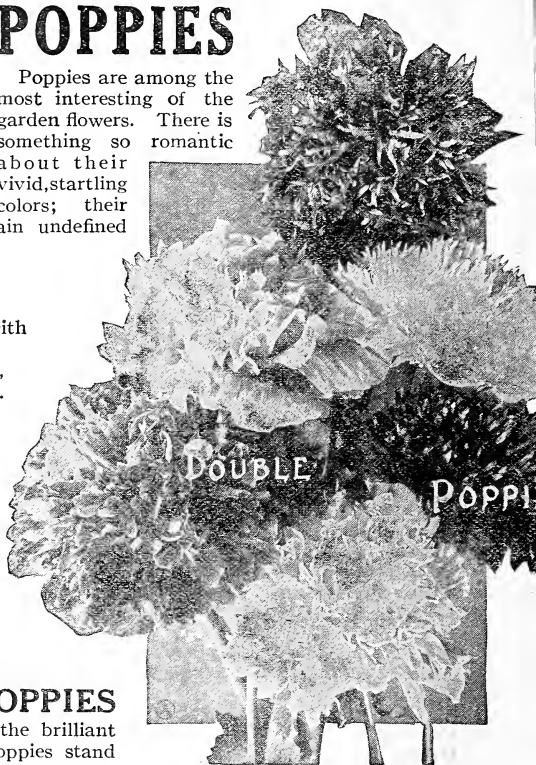 POPPIES
Poppies are among the
most interesting of the
garden flowers. There is
something so romantic
about their
vivid, startling
colors; their
ain undefined
ith
,
.
DOUBLE
POPPI
OPPIES
the brilliant
oppies stand